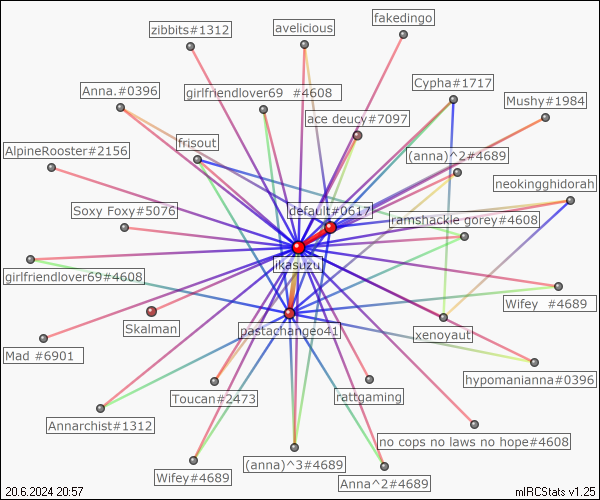 fakedingo
zibbits#1312
avelicious
Cypha#1717
Anna.#0396
girlfriendlover69 #4608
Mushy#1984
ace deucy#7097
frisout
AlpineRooster#2156
(anna)^2#4689
neokingghidorah
Soxy Foxy#5076
default#0617
ramshackle gorey#4608
ikasuzu
girlfriendlover69#4608
Wifey #4689
Skalman
pastachangeo41
xenoyaut
Mad #6901
hypomanianna#0396
Toucan#2473
rattgaming
Annarchist#1312
no cops no laws no hope#4608
(anna)^3#4689
Wifey#4689
Anna^2#4689
20.6.2024 20:57
mIRCStats v1.25